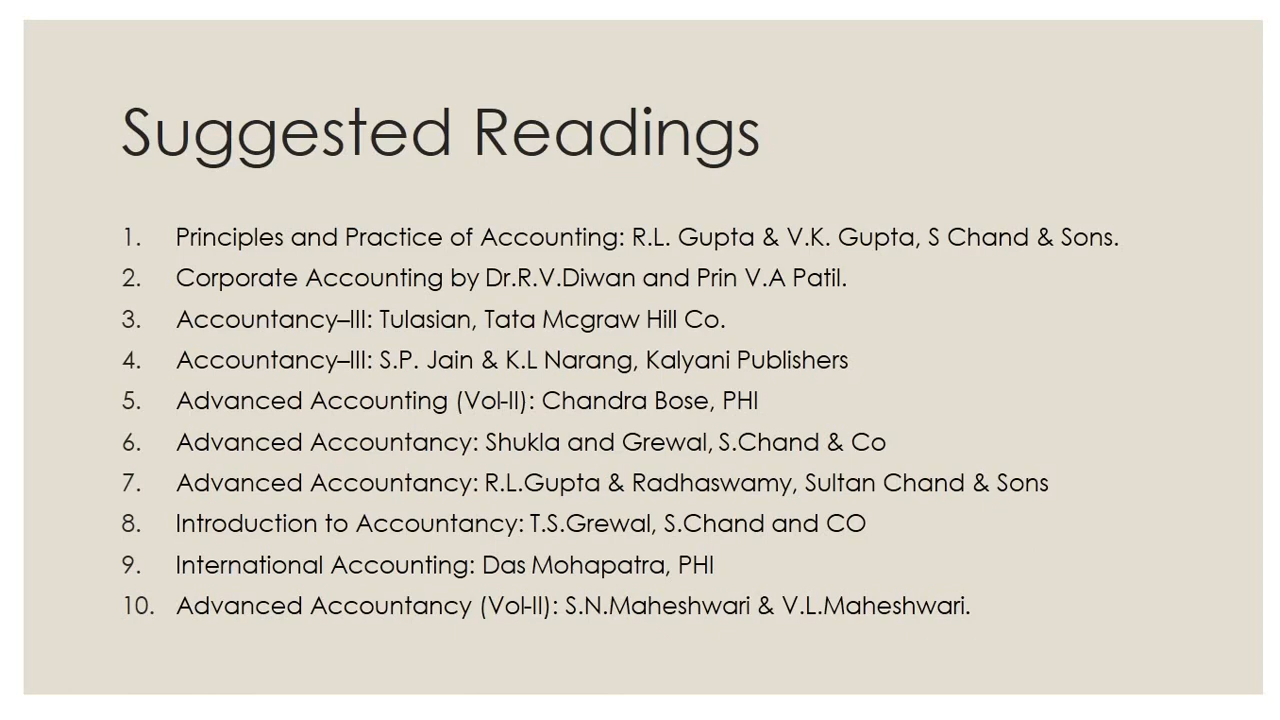 Suggested Readings
1. Principles and Practice of Accounting: R.L. Gupta & V.K. Gupta, S Chand & Sons.
2. Corporate Accounting by Dr.R.V.Diwan and Prin V.A Patil.
3. Accountancy–III: Tulasian, Tata Mcgraw Hill Co.
4. Accountancy–III: S.P. Jain & K.L Narang, Kalyani Publishers
5. Advanced Accounting (Vol-II): Chandra Bose, PHI
6. Advanced Accountancy: Shukla and Grewal, S.Chand & Co
7. Advanced Accountancy: R.L.Gupta & Radhaswamy, Sultan Chand & Sons
8. Introduction to Accountancy: T.S.Grewal, S.Chand and CO
9. International Accounting: Das Mohapatra, PHI
10. Advanced Accountancy (Vol-II): S.N.Maheshwari & V.L.Maheshwari.